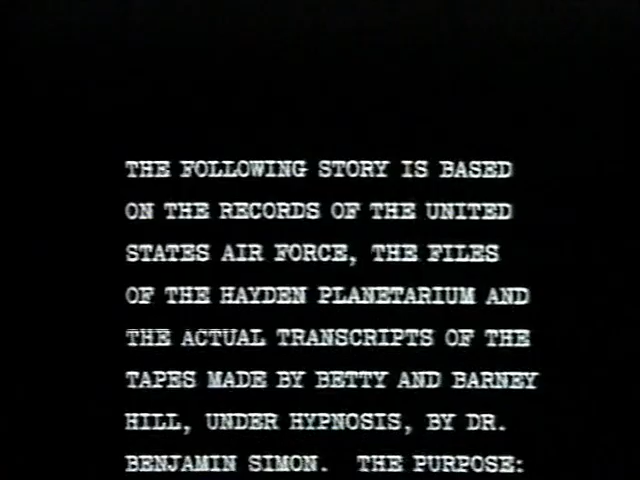 THE FOLLOWING STORY IS BASED
ON THE RECORDS OF THE UNITED
STATES AIR FORCE, THE FILES
OF THE HAYDEN PLANETARIUM AND
THE ACTUAL TRANSCRIPTS OF THE
TAPES MADE BY BETTY AND BARNEY
HILL, UNDER HYPNOSIS, BY DR.
BENJAMIN SIMON. THE PURPOSE: